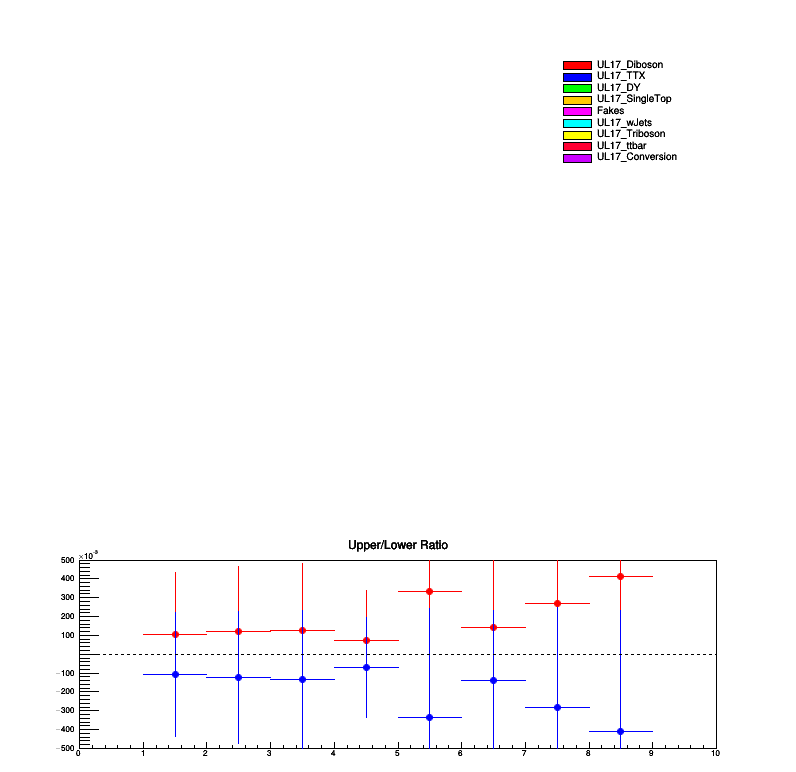 UL17_Diboson
UL17_TTX
UL17_DY
UL17_SingleTop
Fakes
UL17_wJets
UL17_Triboson
UL17_ttbar
UL17_Conversion
Upper/Lower Ratio
×10⁻³
500
400
300
200
100
−100
−200
−300
−400
−500
0 1 2 3 4 5 6 7 8 9 10